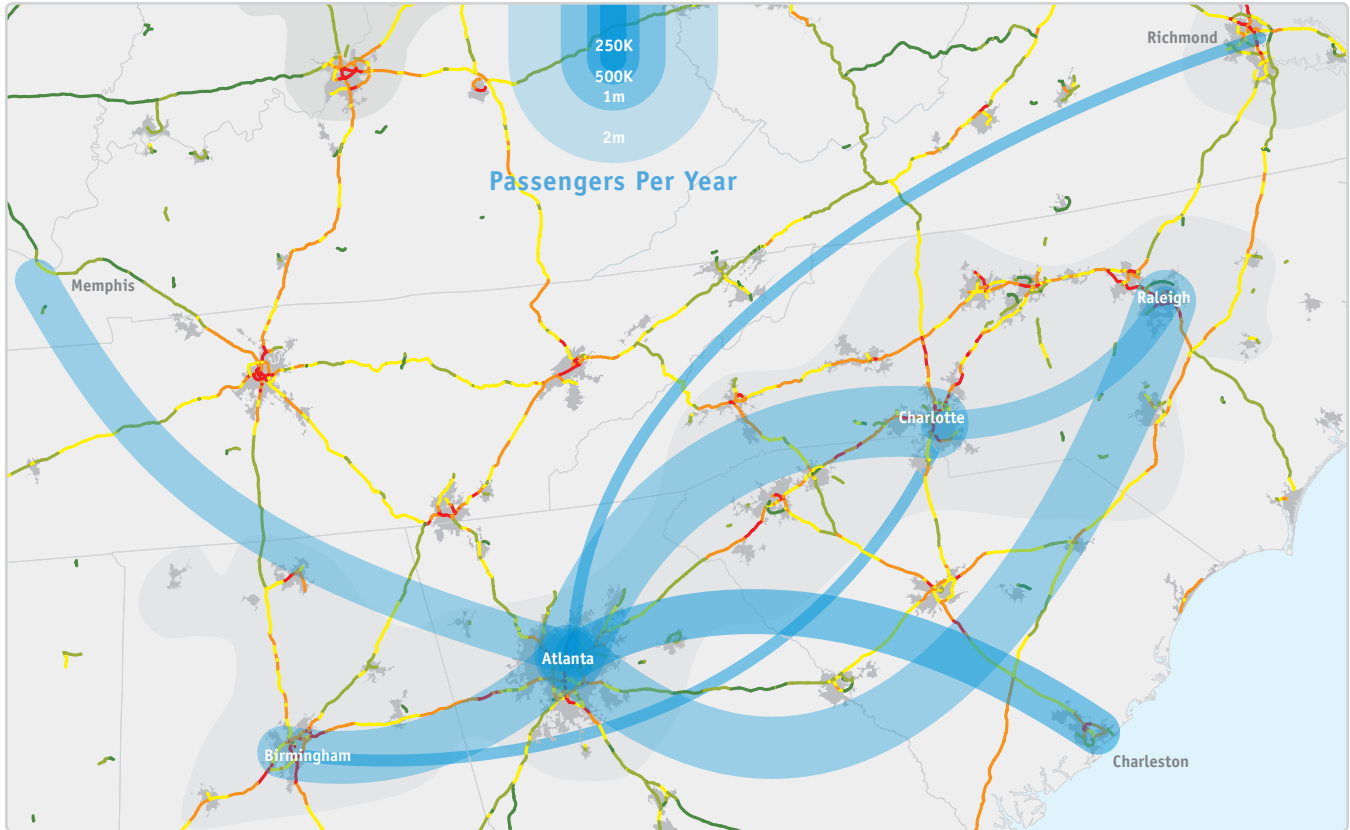 250K
500K
1m
2m
Passengers Per Year
Richmond
Memphis
Raleigh
Charlotte
Atlanta
Birmingham
Charleston